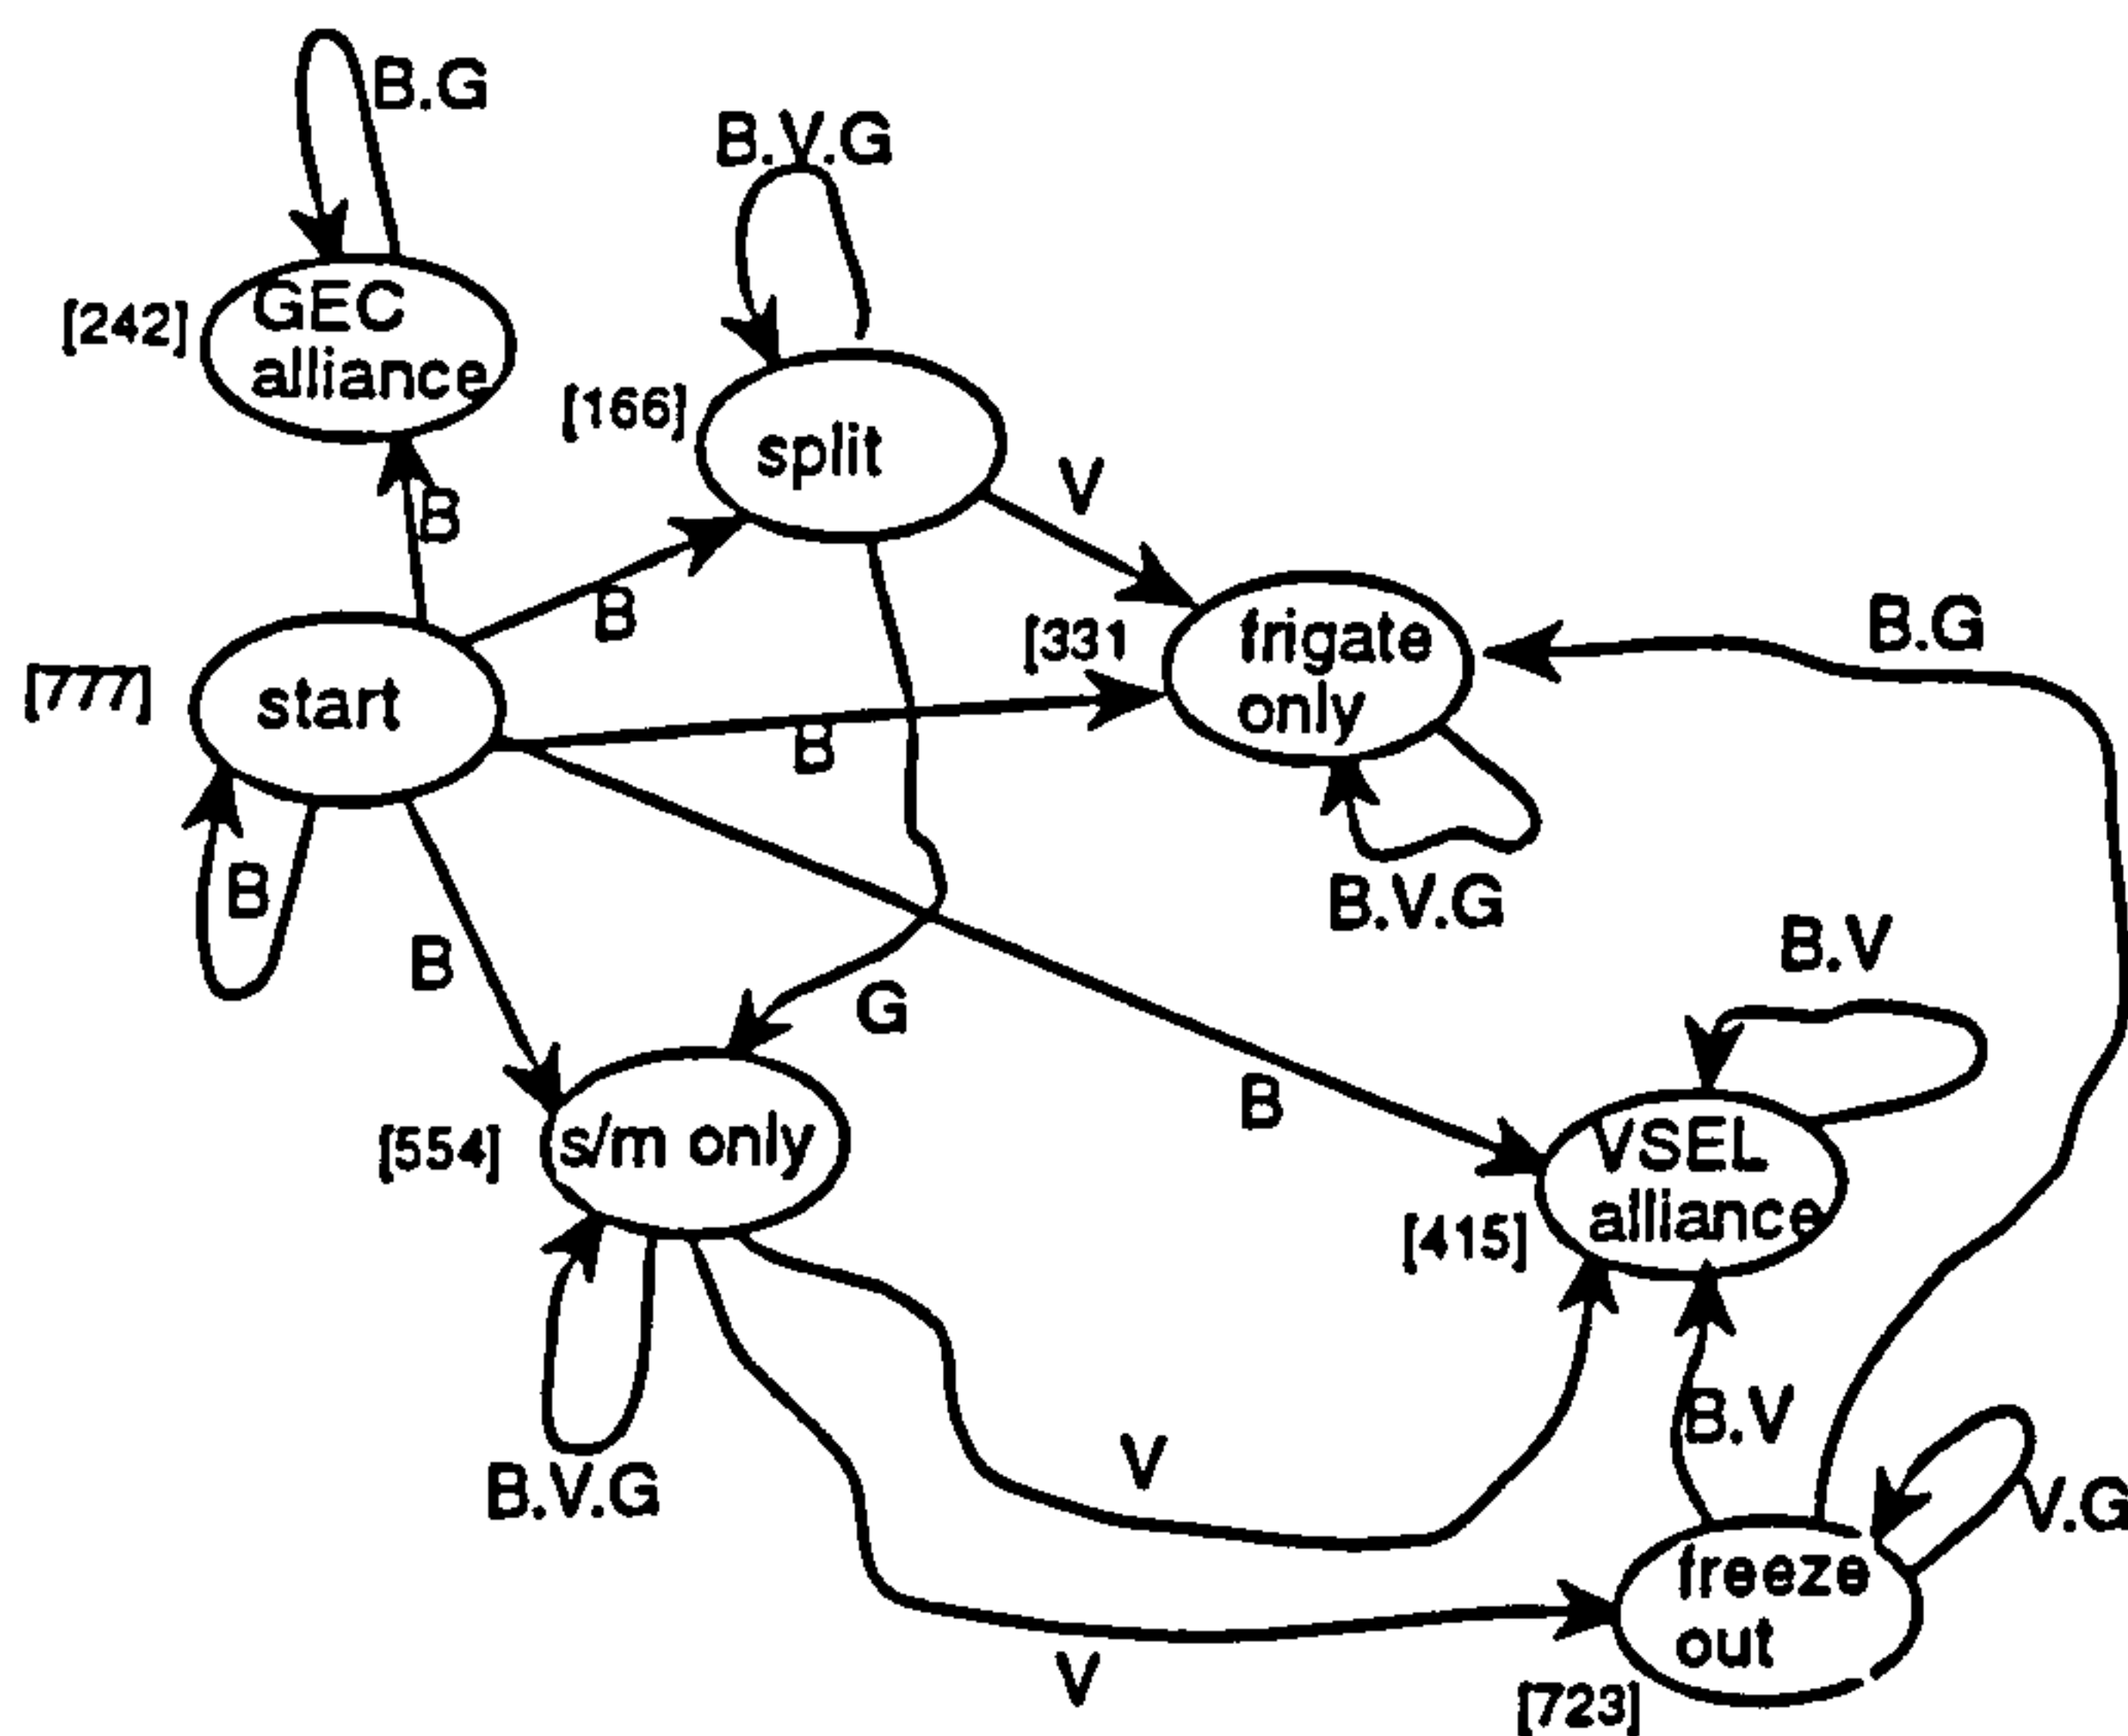 B.G
B.V.G
GEC
alliance
[242]
[166]
split
V
B
B
[331
frigate
only
B.G
[777]
start
B
B
B
B.V.G
B.V
G
B
[554]
s/m only
VSEL
alliance
[415]
B.V
B.V.G
V
V.G
freeze
out
V
[723]